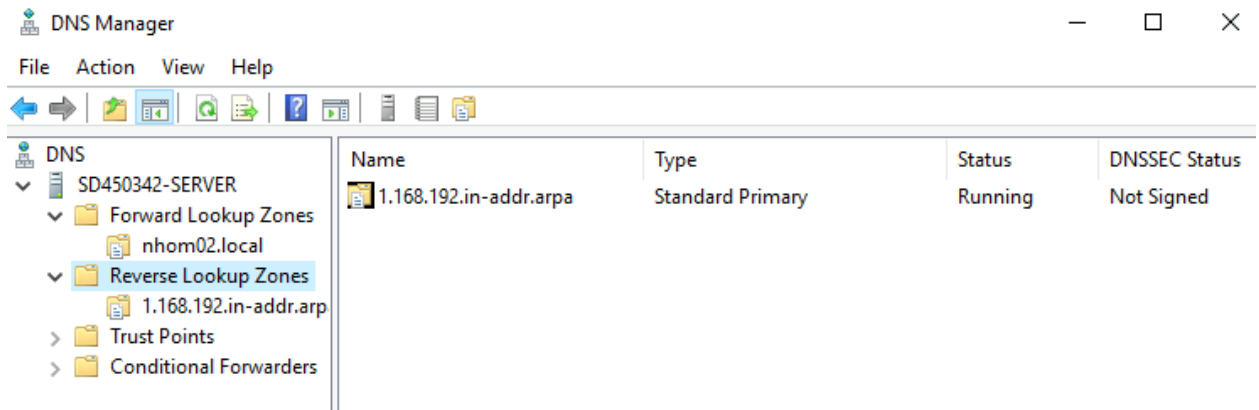 DNS Manager
File Action View Help
DNS
SD450342-SERVER
Forward Lookup Zones
nhom02.local
Reverse Lookup Zones
1.168.192.in-addr.arp
Trust Points
Conditional Forwarders
Name Type Status DNSSEC Status
1.168.192.in-addr.arpa Standard Primary Running Not Signed